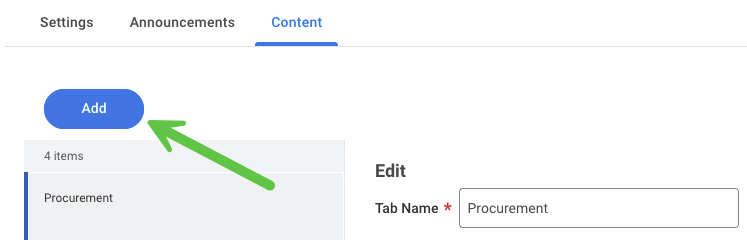 Settings Announcements Content
Add
4 items
Procurement
Edit
Tab Name * Procurement